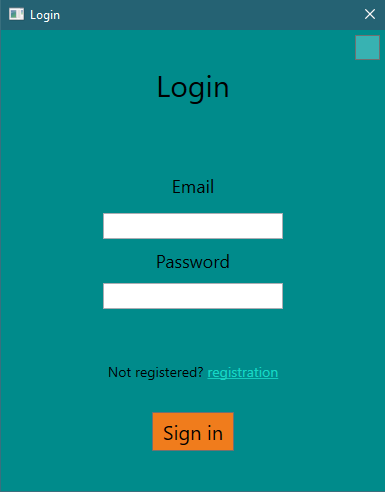 Login
Login
Email
Password
Not registered? registration
Sign in